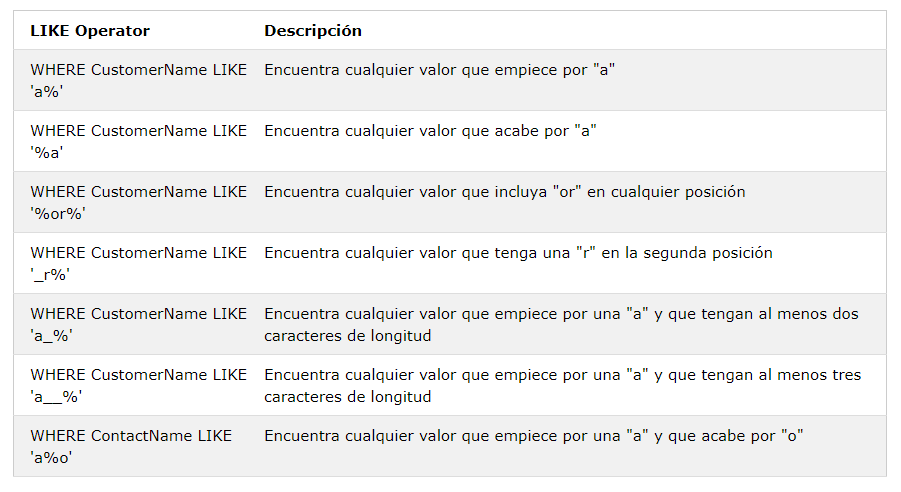 LIKE Operator Descripción
WHERE CustomerName LIKE Encuentra cualquier valor que empiece por "a"
'a%'
WHERE CustomerName LIKE Encuentra cualquier valor que acabe por "a"
'%a'
WHERE CustomerName LIKE Encuentra cualquier valor que incluya "or" en cualquier posición
'%or%'
WHERE CustomerName LIKE Encuentra cualquier valor que tenga una "r" en la segunda posición
'_r%'
WHERE CustomerName LIKE Encuentra cualquier valor que empiece por una "a" y que tengan al menos dos
'a_%' caracteres de longitud
WHERE CustomerName LIKE Encuentra cualquier valor que empiece por una "a" y que tengan al menos tres
'a__%' caracteres de longitud
WHERE ContactName LIKE Encuentra cualquier valor que empiece por una "a" y que acabe por "o"
'a%o'